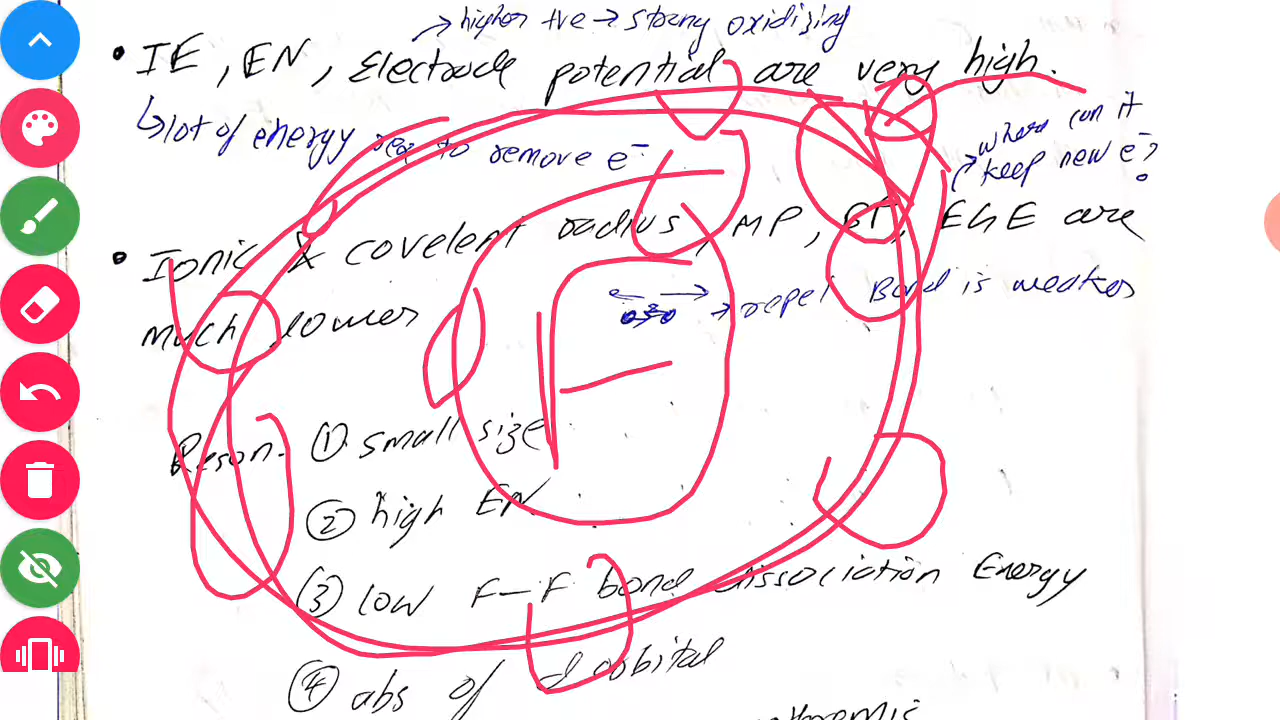 → higher +ve → strong oxidizing
• IE, EN, Electrode potential are very high.
↳ lot of energy req to remove e⁻
→ where can it keep new e⁻?
• Ionic & covelent radius, MP, BT, EGE are
much lower
→ repel Bond is weaker
F
Reson. ① small size
② high EN
③ low F–F bond dissociation Energy
④ abs of d orbital